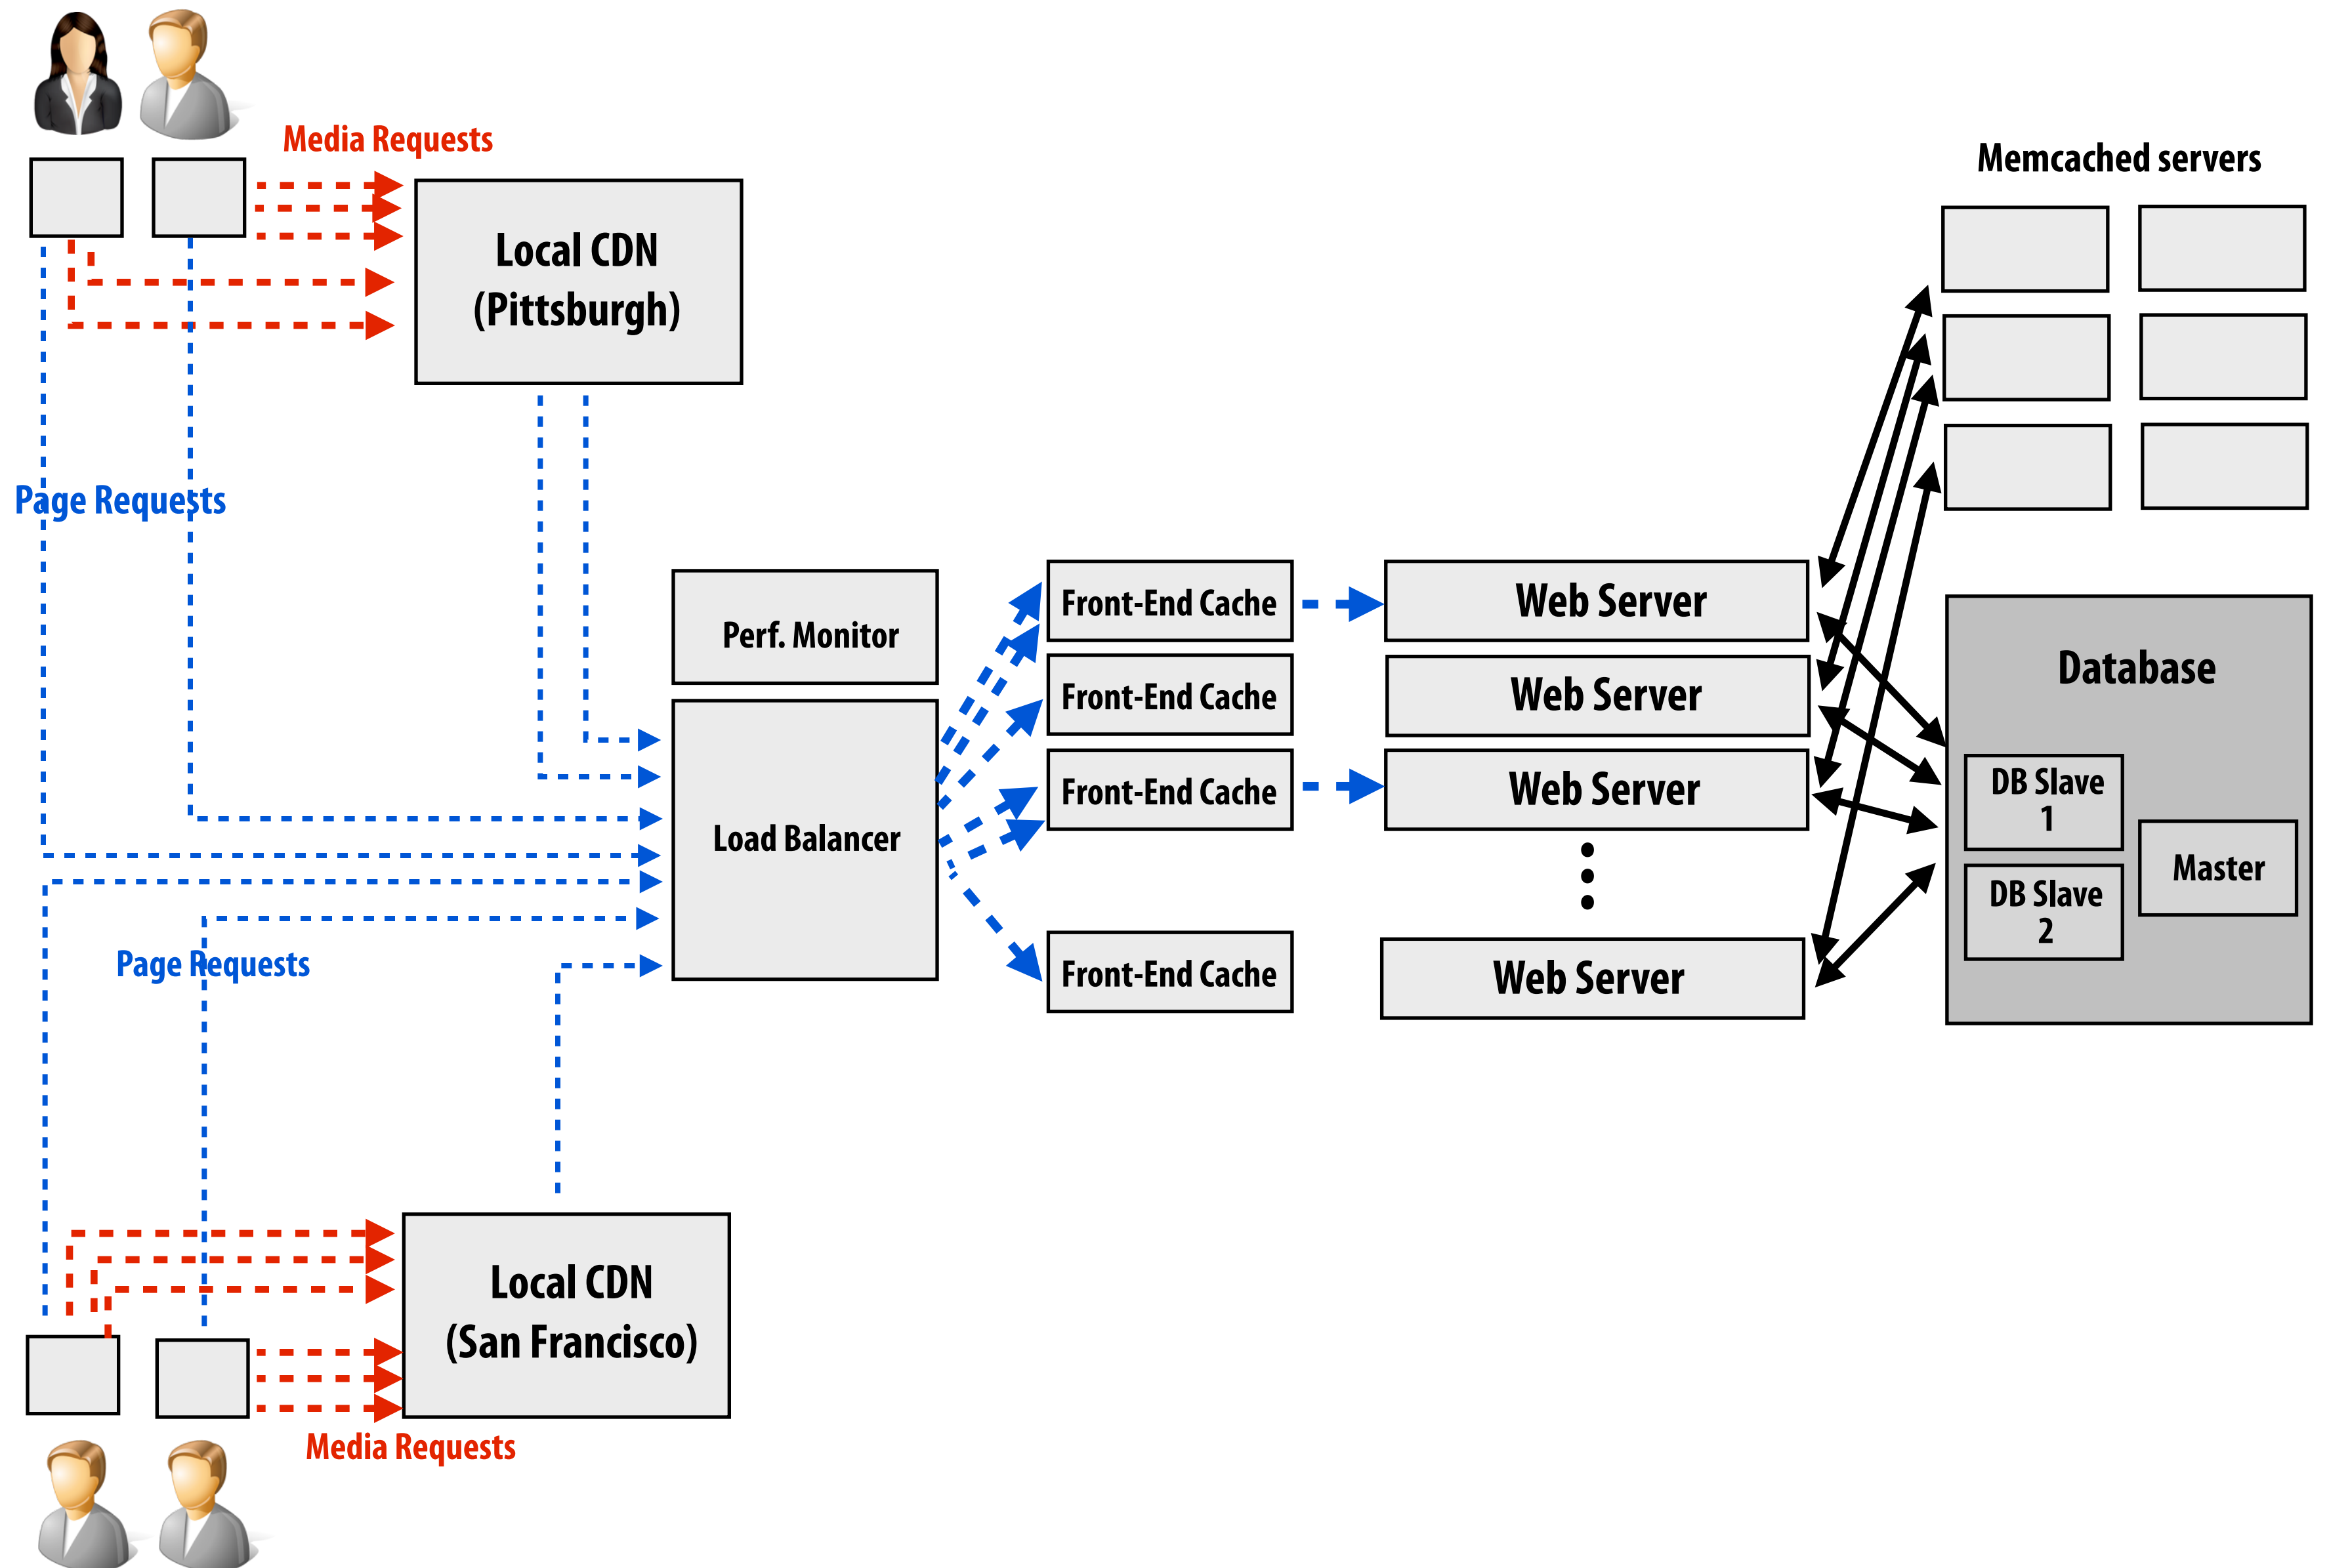 Media Requests
Memcached servers
Local CDN
(Pittsburgh)
Page Requests
Perf. Monitor
Load Balancer
Front-End Cache
Front-End Cache
Front-End Cache
Front-End Cache
Web Server
Web Server
Web Server
Web Server
Database
DB Slave
1
DB Slave
2
Master
Page Requests
Local CDN
(San Francisco)
Media Requests